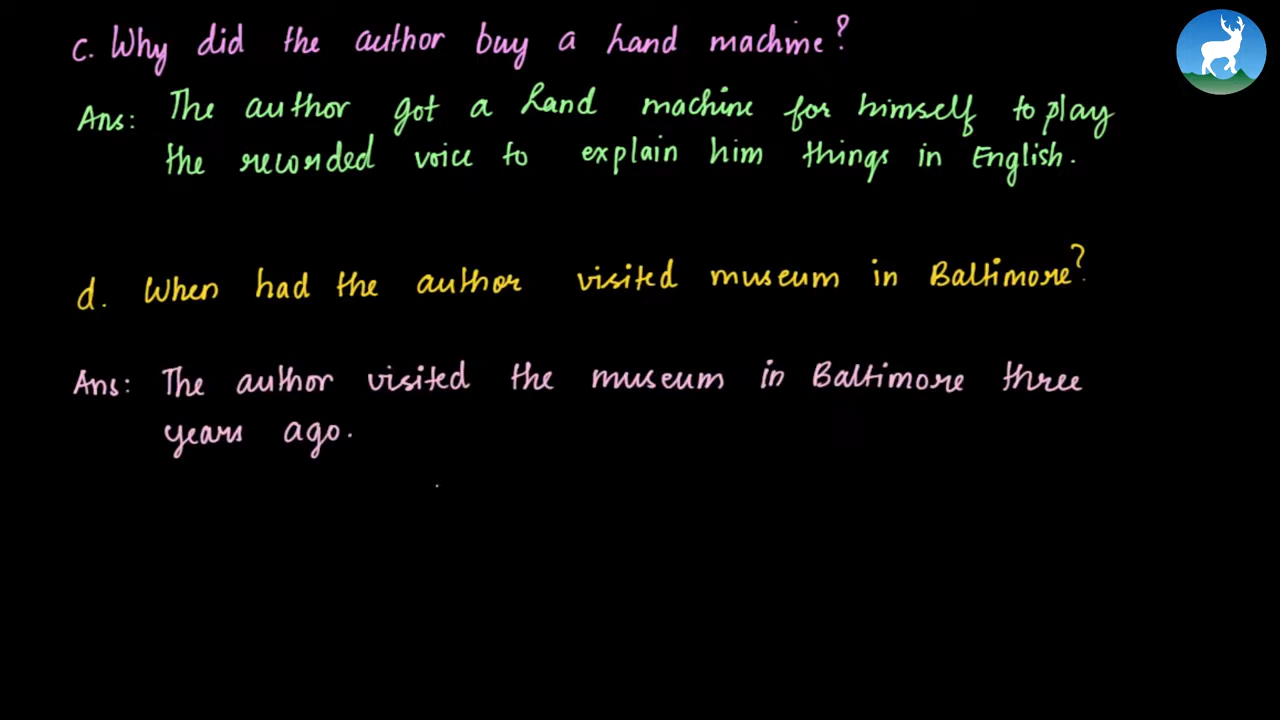 c. Why did the author buy a hand machine?
Ans: The author got a hand machine for himself to play
the recorded voice to explain him things in English.
d. When had the author visited museum in Baltimore?
Ans: The author visited the museum in Baltimore three
years ago.